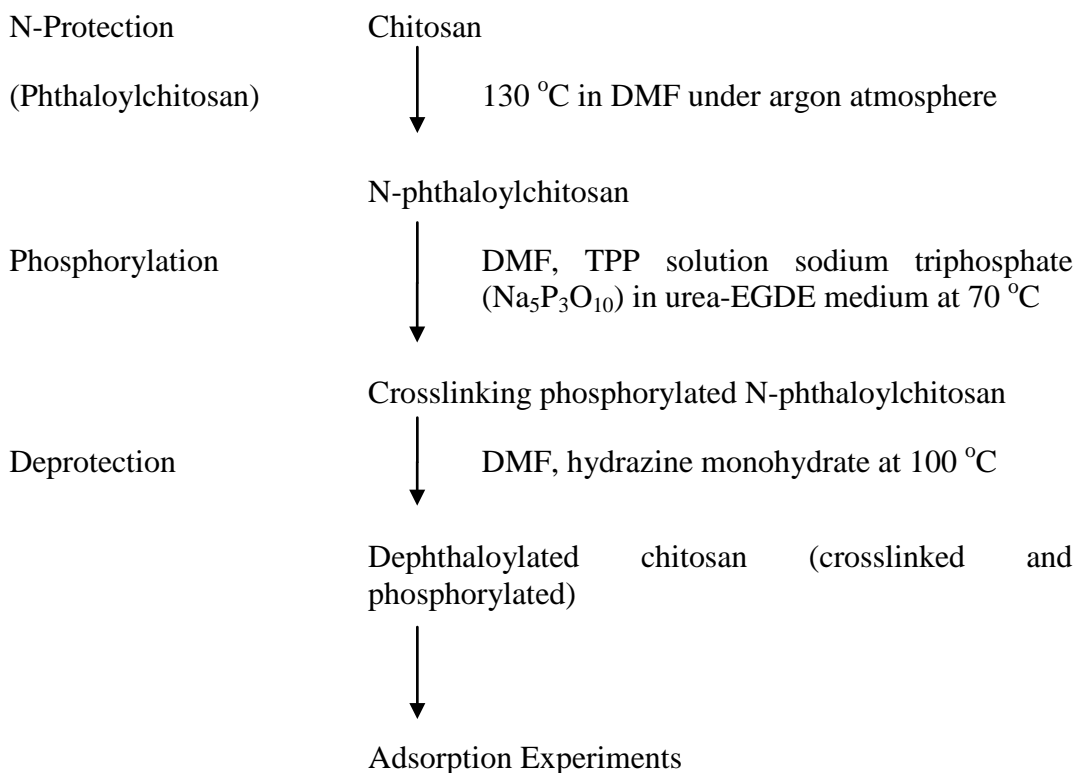 N-Protection Chitosan
(Phthaloylchitosan) 130 °C in DMF under argon atmosphere
N-phthaloylchitosan
Phosphorylation DMF, TPP solution sodium triphosphate
(Na₅P₃O₁₀) in urea-EGDE medium at 70 °C
Crosslinking phosphorylated N-phthaloylchitosan
Deprotection DMF, hydrazine monohydrate at 100 °C
Dephthaloylated chitosan (crosslinked and
phosphorylated)
Adsorption Experiments